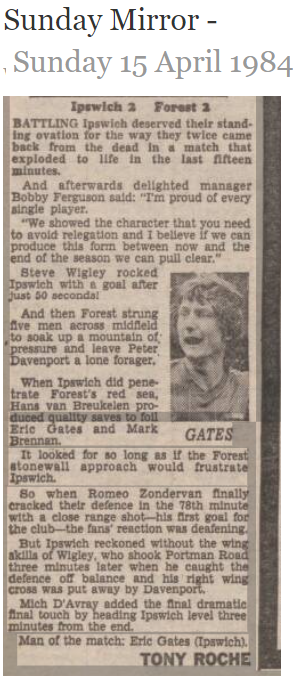 Sunday Mirror -
, Sunday 15 April 1984
Ipswich 2 Forest 2
BATTLING Ipswich deserved their stand-
ing ovation for the way they twice came
back from the dead in a match that
exploded to life in the last fifteen
minutes.
And afterwards delighted manager
Bobby Ferguson said: "I'm proud of every
single player.
"We showed the character that you need
to avoid relegation and I believe if we can
produce this form between now and the
end of the season we can pull clear."
Steve Wigley rocked
Ipswich with a goal after
just 50 seconds!
And then Forest strung
five men across midfield
to soak up a mountain of
pressure and leave Peter
Davenport a lone forager.
When Ipswich did pene-
trate Forest's red sea,
Hans van Breukelen pro-
duced quality saves to foil
Eric Gates and Mark
Brennan.
GATES
It looked for so long as if the Forest
stonewall approach would frustrate
Ipswich.
So when Romeo Zondervan finally
cracked their defence in the 78th minute
with a close range shot—his first goal for
the club—the fans' reaction was deafening.
But Ipswich reckoned without the wing
skills of Wigley, who shook Portman Road
three minutes later when he caught the
defence off balance and his right wing
cross was put away by Davenport.
Mich D'Avray added the final dramatic
final touch by heading Ipswich level three
minutes from the end.
Man of the match: Eric Gates (Ipswich).
TONY ROCHE